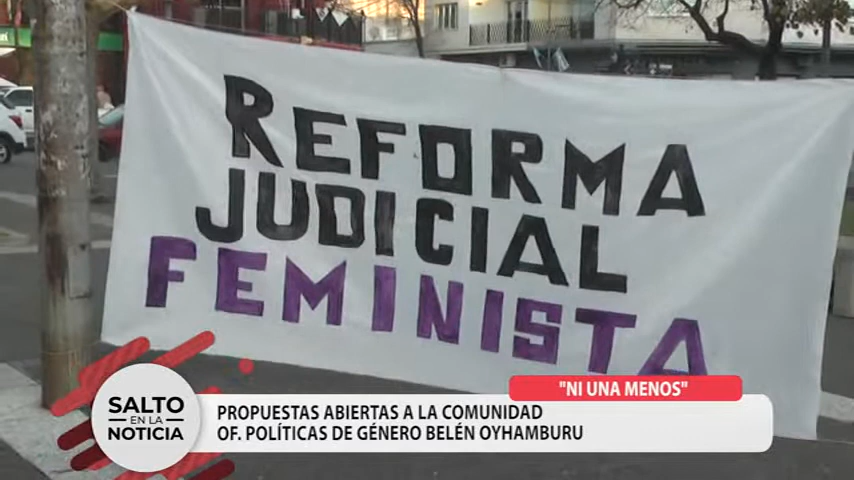 REFORMA
JUDICIAL
FEMINISTA
"NI UNA MENOS"
SALTO
EN LA
NOTICIA
PROPUESTAS ABIERTAS A LA COMUNIDAD
OF. POLÍTICAS DE GÉNERO BELÉN OYHAMBURU